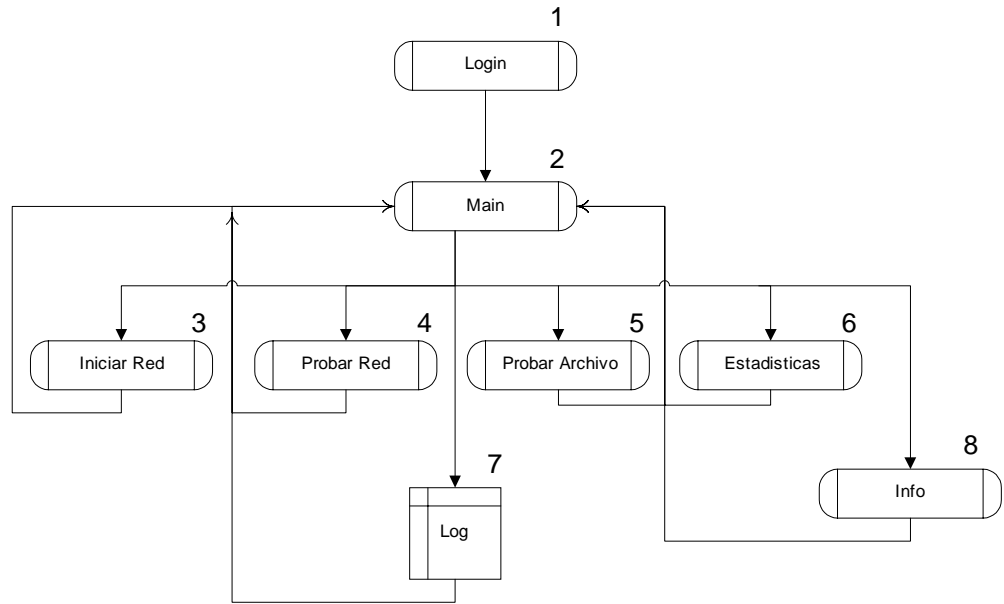 1
Login
2
Main
3
Iniciar Red
4
Probar Red
5
Probar Archivo
6
Estadisticas
7
Log
8
Info